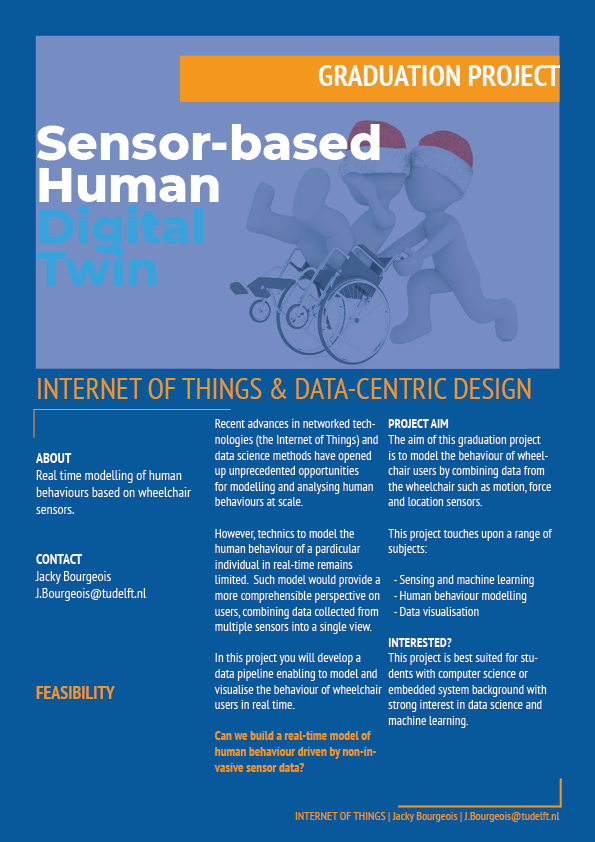 GRADUATION PROJECT
Sensor-based
Human
Digital
Twin
INTERNET OF THINGS & DATA-CENTRIC DESIGN
ABOUT
Real time modelling of human
behaviours based on wheelchair
sensors.
CONTACT
Jacky Bourgeois
J.Bourgeois@tudelft.nl
FEASIBILITY
Recent advances in networked tech-
nologies (the Internet of Things) and
data science methods have opened
up unprecedented opportunities
for modelling and analysing human
behaviours at scale.
However, technics to model the
human behaviour of a pardicular
individual in real-time remains
limited. Such model would provide a
more comprehensible perspective on
users, combining data collected from
multiple sensors into a single view.
In this project you will develop a
data pipeline enabling to model and
visualise the behaviour of wheelchair
users in real time.
Can we build a real-time model of
human behaviour driven by non-in-
vasive sensor data?
PROJECT AIM
The aim of this graduation project
is to model the behaviour of wheel-
chair users by combining data from
the wheelchair such as motion, force
and location sensors.
This project touches upon a range of
subjects:
- Sensing and machine learning
- Human behaviour modelling
- Data visualisation
INTERESTED?
This project is best suited for stu-
dents with computer science or
embedded system background with
strong interest in data science and
machine learning.
INTERNET OF THINGS | Jacky Bourgeois | J.Bourgeois@tudelft.nl